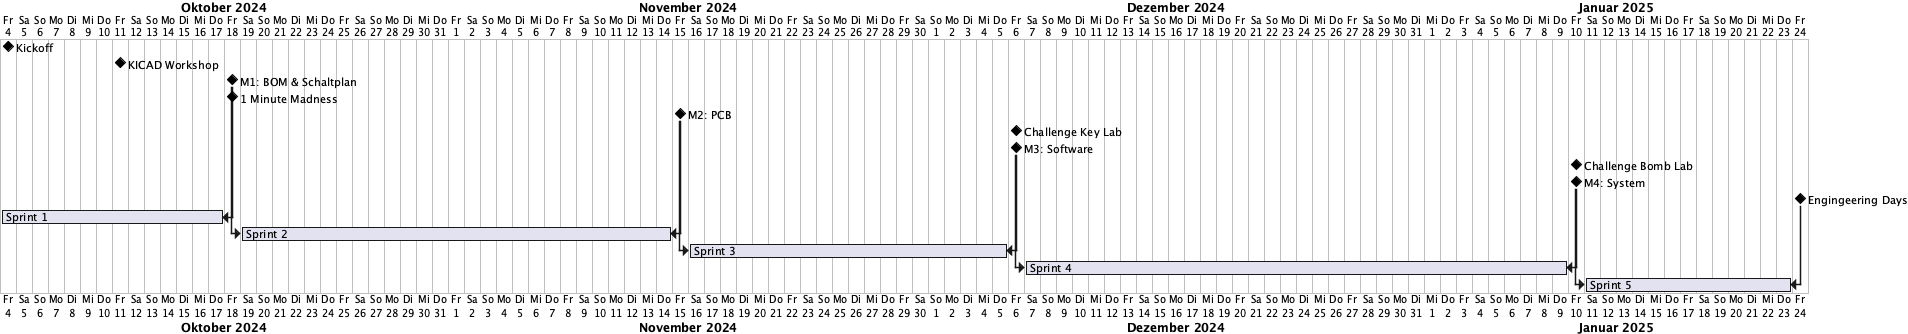 Oktober 2024 November 2024 Dezember 2024 Januar 2025
Fr Sa So Mo Di Mi Do Fr Sa So Mo Di Mi Do Fr Sa So Mo Di Mi Do Fr Sa So Mo Di Mi Do Fr Sa So Mo Di Mi Do Fr Sa So Mo Di Mi Do Fr Sa So Mo Di Mi Do Fr Sa So Mo Di Mi Do Fr Sa So Mo Di Mi Do Fr Sa So Mo Di Mi Do Fr Sa So Mo Di Mi Do Fr Sa So Mo Di Mi Do Fr Sa So Mo Di Mi Do Fr Sa So Mo Di Mi Do Fr Sa So Mo Di Mi Do Fr Sa So Mo Di Mi Do Fr
4 5 6 7 8 9 10 11 12 13 14 15 16 17 18 19 20 21 22 23 24 25 26 27 28 29 30 31 1 2 3 4 5 6 7 8 9 10 11 12 13 14 15 16 17 18 19 20 21 22 23 24 25 26 27 28 29 30 1 2 3 4 5 6 7 8 9 10 11 12 13 14 15 16 17 18 19 20 21 22 23 24 25 26 27 28 29 30 31 1 2 3 4 5 6 7 8 9 10 11 12 13 14 15 16 17 18 19 20 21 22 23 24
Kickoff
KICAD Workshop
M1: BOM & Schaltplan
1 Minute Madness
M2: PCB
Challenge Key Lab
M3: Software
Challenge Bomb Lab
M4: System
Engingeering Days
Sprint 1
Sprint 2
Sprint 3
Sprint 4
Sprint 5
Fr Sa So Mo Di Mi Do Fr Sa So Mo Di Mi Do Fr Sa So Mo Di Mi Do Fr Sa So Mo Di Mi Do Fr Sa So Mo Di Mi Do Fr Sa So Mo Di Mi Do Fr Sa So Mo Di Mi Do Fr Sa So Mo Di Mi Do Fr Sa So Mo Di Mi Do Fr Sa So Mo Di Mi Do Fr Sa So Mo Di Mi Do Fr Sa So Mo Di Mi Do Fr Sa So Mo Di Mi Do Fr Sa So Mo Di Mi Do Fr Sa So Mo Di Mi Do Fr Sa So Mo Di Mi Do Fr
4 5 6 7 8 9 10 11 12 13 14 15 16 17 18 19 20 21 22 23 24 25 26 27 28 29 30 31 1 2 3 4 5 6 7 8 9 10 11 12 13 14 15 16 17 18 19 20 21 22 23 24 25 26 27 28 29 30 1 2 3 4 5 6 7 8 9 10 11 12 13 14 15 16 17 18 19 20 21 22 23 24 25 26 27 28 29 30 31 1 2 3 4 5 6 7 8 9 10 11 12 13 14 15 16 17 18 19 20 21 22 23 24
Oktober 2024 November 2024 Dezember 2024 Januar 2025